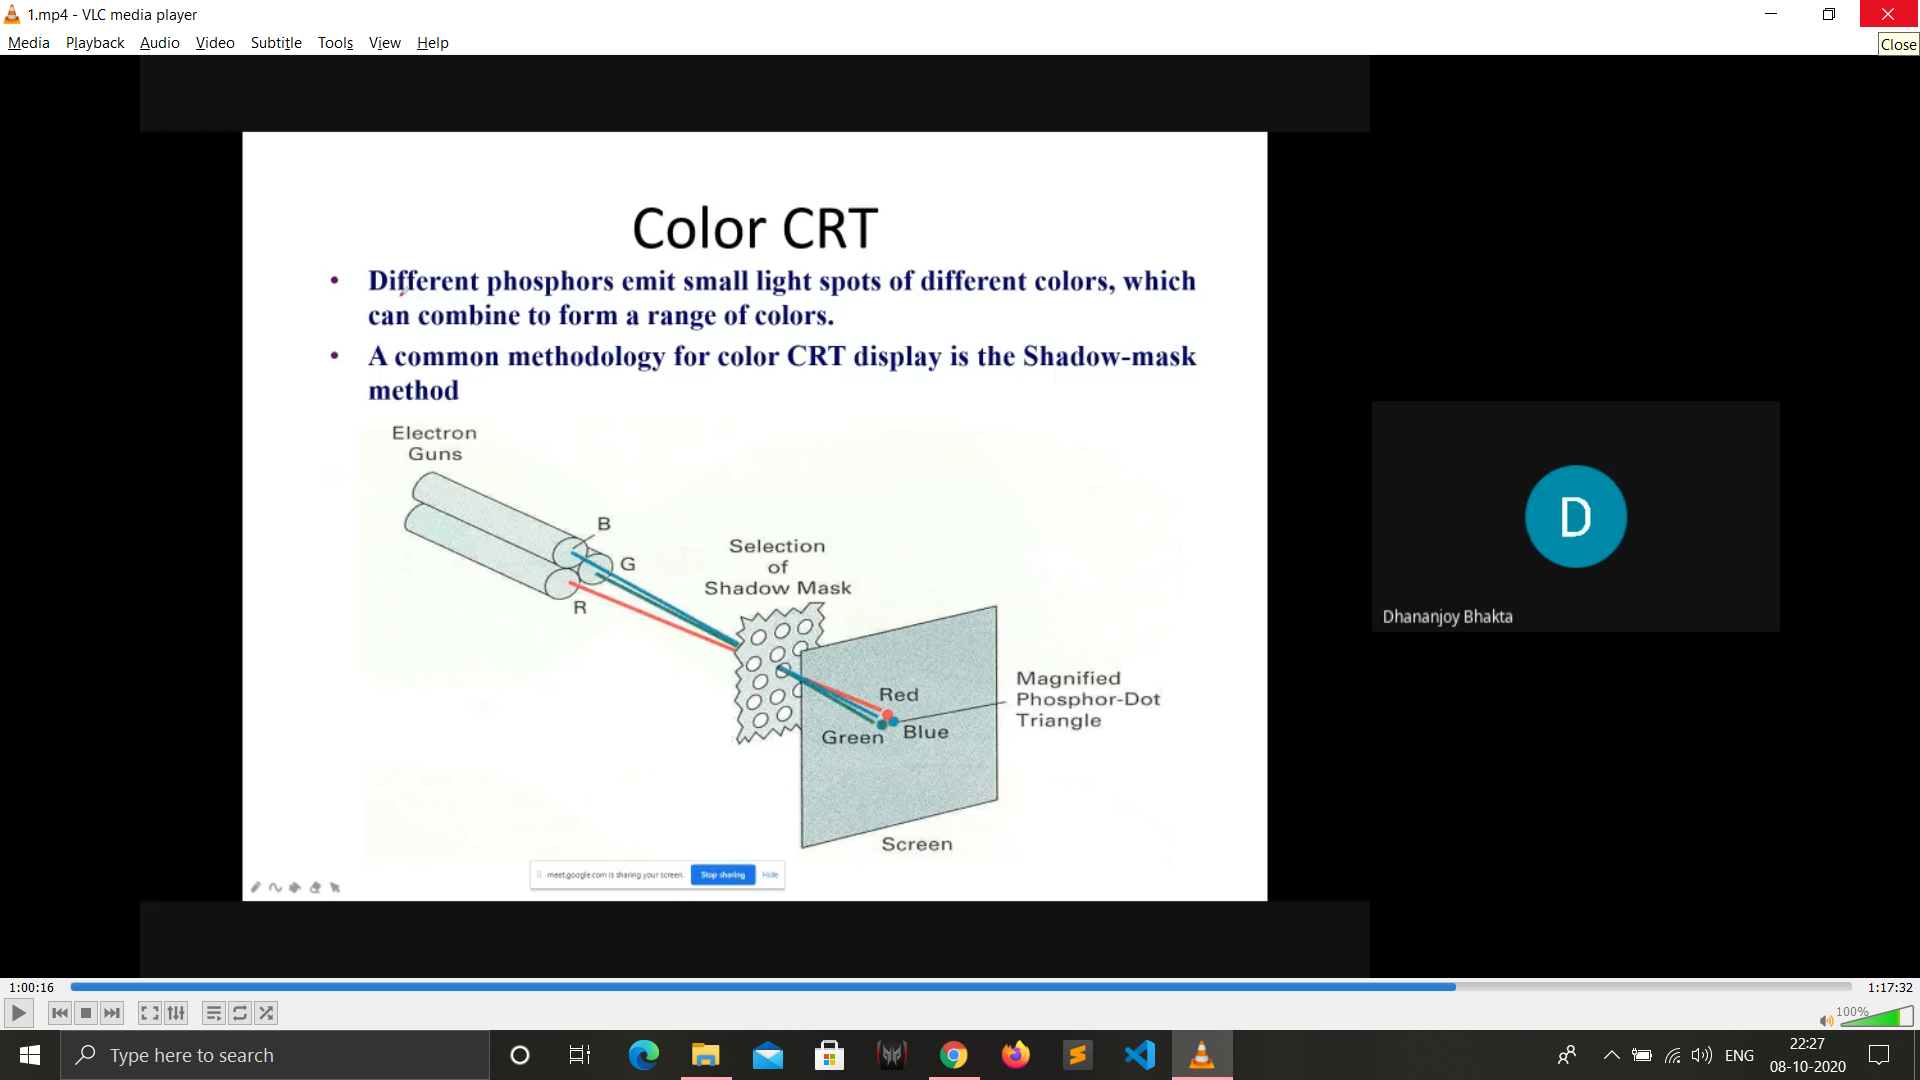 1.mp4 - VLC media player
Media Playback Audio Video Subtitle Tools View Help
Close
Color CRT
• Different phosphors emit small light spots of different colors, which
can combine to form a range of colors.
• A common methodology for color CRT display is the Shadow-mask
method
Electron
Guns
B
G
R
Selection
of
Shadow Mask
Red
Green
Blue
Magnified
Phosphor-Dot
Triangle
Screen
meet.google.com is sharing your screen. Stop sharing Hide
D
Dhananjoy Bhakta
1:00:16
1:17:32
100%
Type here to search
ENG
22:27
08-10-2020